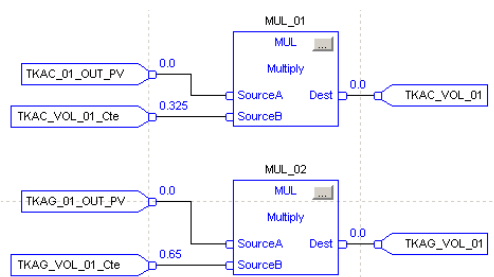 MUL_01
MUL ...
Multiply
TKAC_01_OUT_PV 0.0
SourceA Dest 0.0 TKAC_VOL_01
TKAC_VOL_01_Cte 0.325 SourceB
MUL_02
MUL ...
Multiply
TKAG_01_OUT_PV 0.0
SourceA Dest 0.0 TKAG_VOL_01
TKAG_VOL_01_Cte 0.65 SourceB